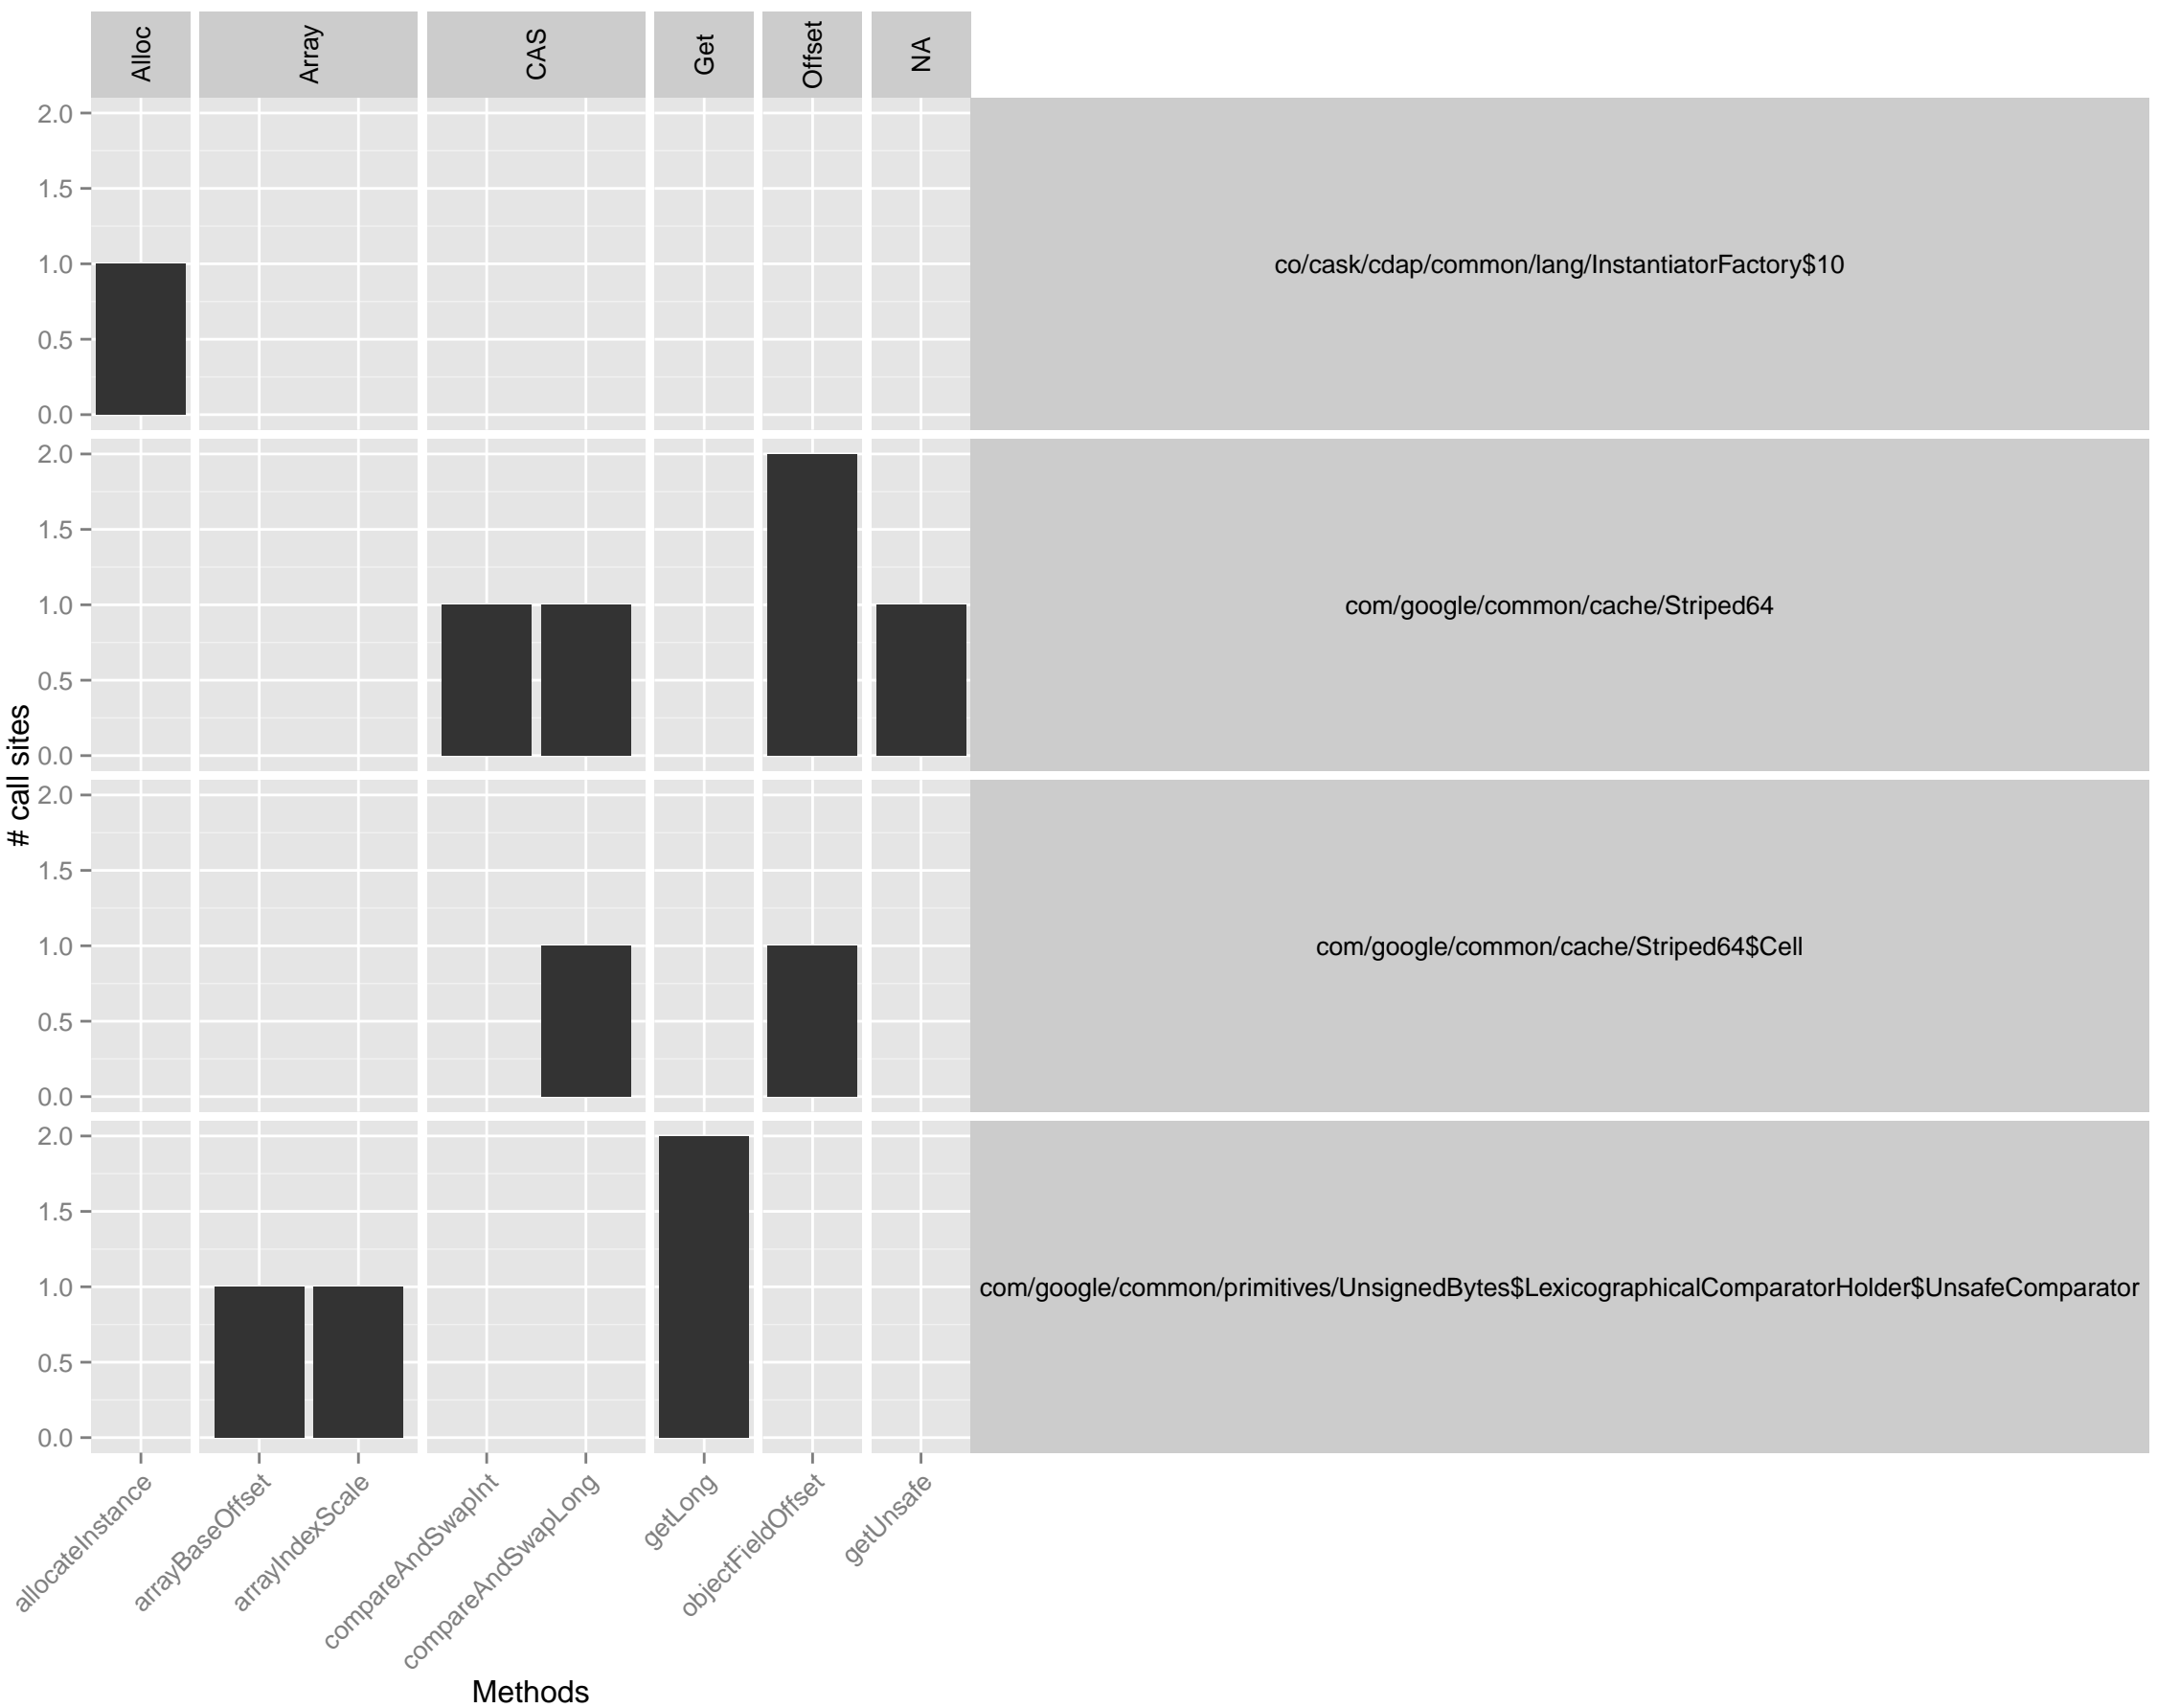 Alloc
Array
CAS
Get
Offset
NA
2.0
1.5
1.0
0.5
0.0
co/cask/cdap/common/lang/InstantiatorFactory$10
2.0
1.5
1.0
0.5
0.0
com/google/common/cache/Striped64
2.0
1.5
1.0
0.5
0.0
com/google/common/cache/Striped64$Cell
2.0
1.5
1.0
0.5
0.0
com/google/common/primitives/UnsignedBytes$LexicographicalComparatorHolder$UnsafeComparator
# call sites
allocateInstance
arrayBaseOffset
arrayIndexScale
compareAndSwapInt
compareAndSwapLong
getLong
objectFieldOffset
getUnsafe
Methods